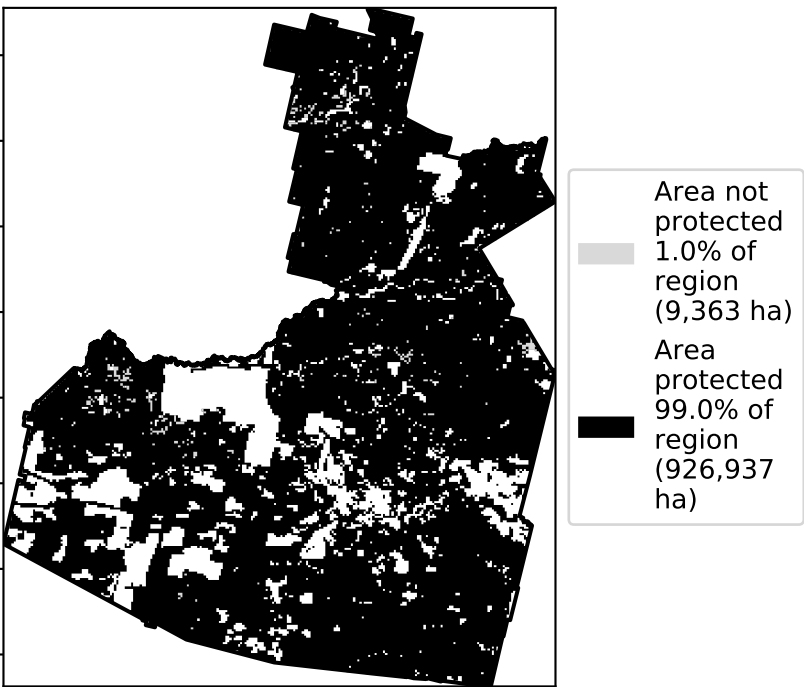 Area not
protected
1.0% of
region
(9,363 ha)
Area
protected
99.0% of
region
(926,937
ha)